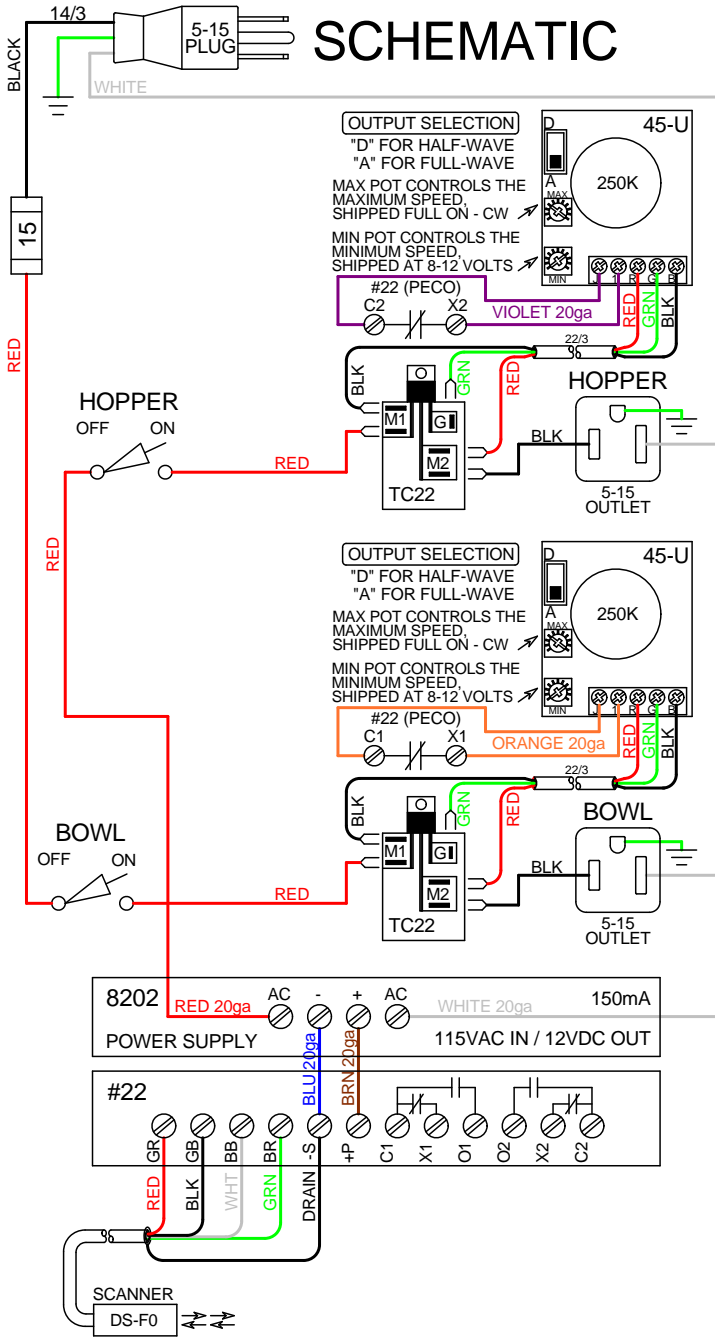 14/3
5-15
PLUG
SCHEMATIC
BLACK
WHITE
OUTPUT SELECTION
"D" FOR HALF-WAVE
"A" FOR FULL-WAVE
MAX POT CONTROLS THE
MAXIMUM SPEED,
SHIPPED FULL ON - CW
MIN POT CONTROLS THE
MINIMUM SPEED,
SHIPPED AT 8-12 VOLTS
D
45-U
A
250K
MAX
MIN
J 1 R G B
15
#22 (PECO)
C2
X2
VIOLET 20ga
RED
GRN
BLK
22/3
RED
BLK
GRN
RED
HOPPER
HOPPER
OFF
ON
RED
M1
G
M2
TC22
BLK
5-15
OUTLET
RED
OUTPUT SELECTION
"D" FOR HALF-WAVE
"A" FOR FULL-WAVE
MAX POT CONTROLS THE
MAXIMUM SPEED,
SHIPPED FULL ON - CW
MIN POT CONTROLS THE
MINIMUM SPEED,
SHIPPED AT 8-12 VOLTS
D
45-U
A
250K
MAX
MIN
J 1 R G B
#22 (PECO)
C1
X1
ORANGE 20ga
RED
GRN
BLK
22/3
BLK
GRN
RED
BOWL
BOWL
OFF
ON
RED
M1
G
M2
TC22
BLK
5-15
OUTLET
8202
RED 20ga
AC
-
+
AC
WHITE 20ga
150mA
POWER SUPPLY
115VAC IN / 12VDC OUT
BLU 20ga
BRN 20ga
#22
GR
GB
BB
BR
-S
+P
C1
X1
O1
O2
X2
C2
RED
BLK
WHT
GRN
DRAIN
SCANNER
DS-F0